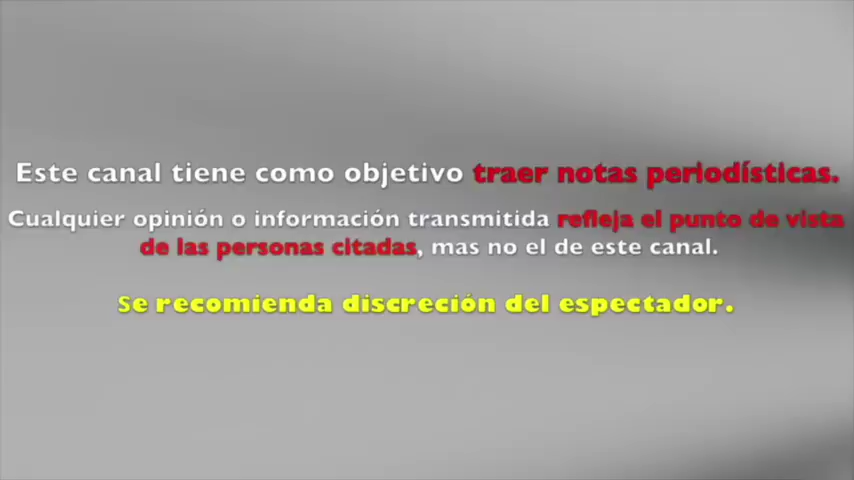 Este canal tiene como objetivo traer notas periodísticas.
Cualquier opinión o información transmitida refleja el punto de vista
de las personas citadas, mas no el de este canal.
Se recomienda discreción del espectador.